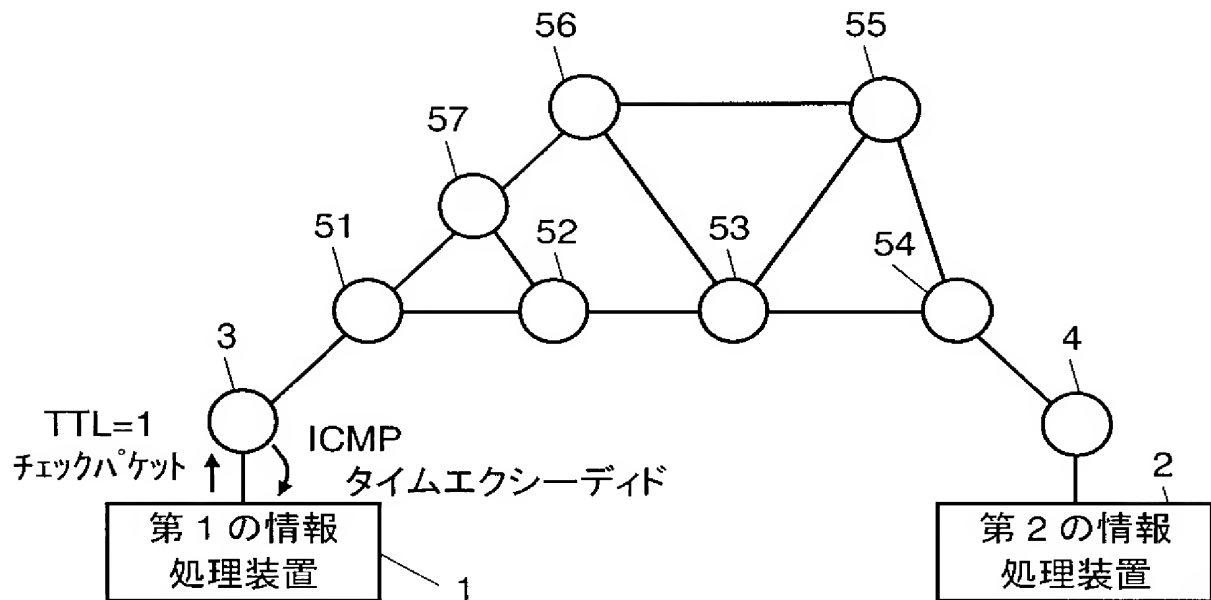 56
55
57
51
52
53
54
3
4
TTL=1
チェックパケット
ICMP
タイムエクシーディド
2
第1の情報
処理装置
1
第2の情報
処理装置